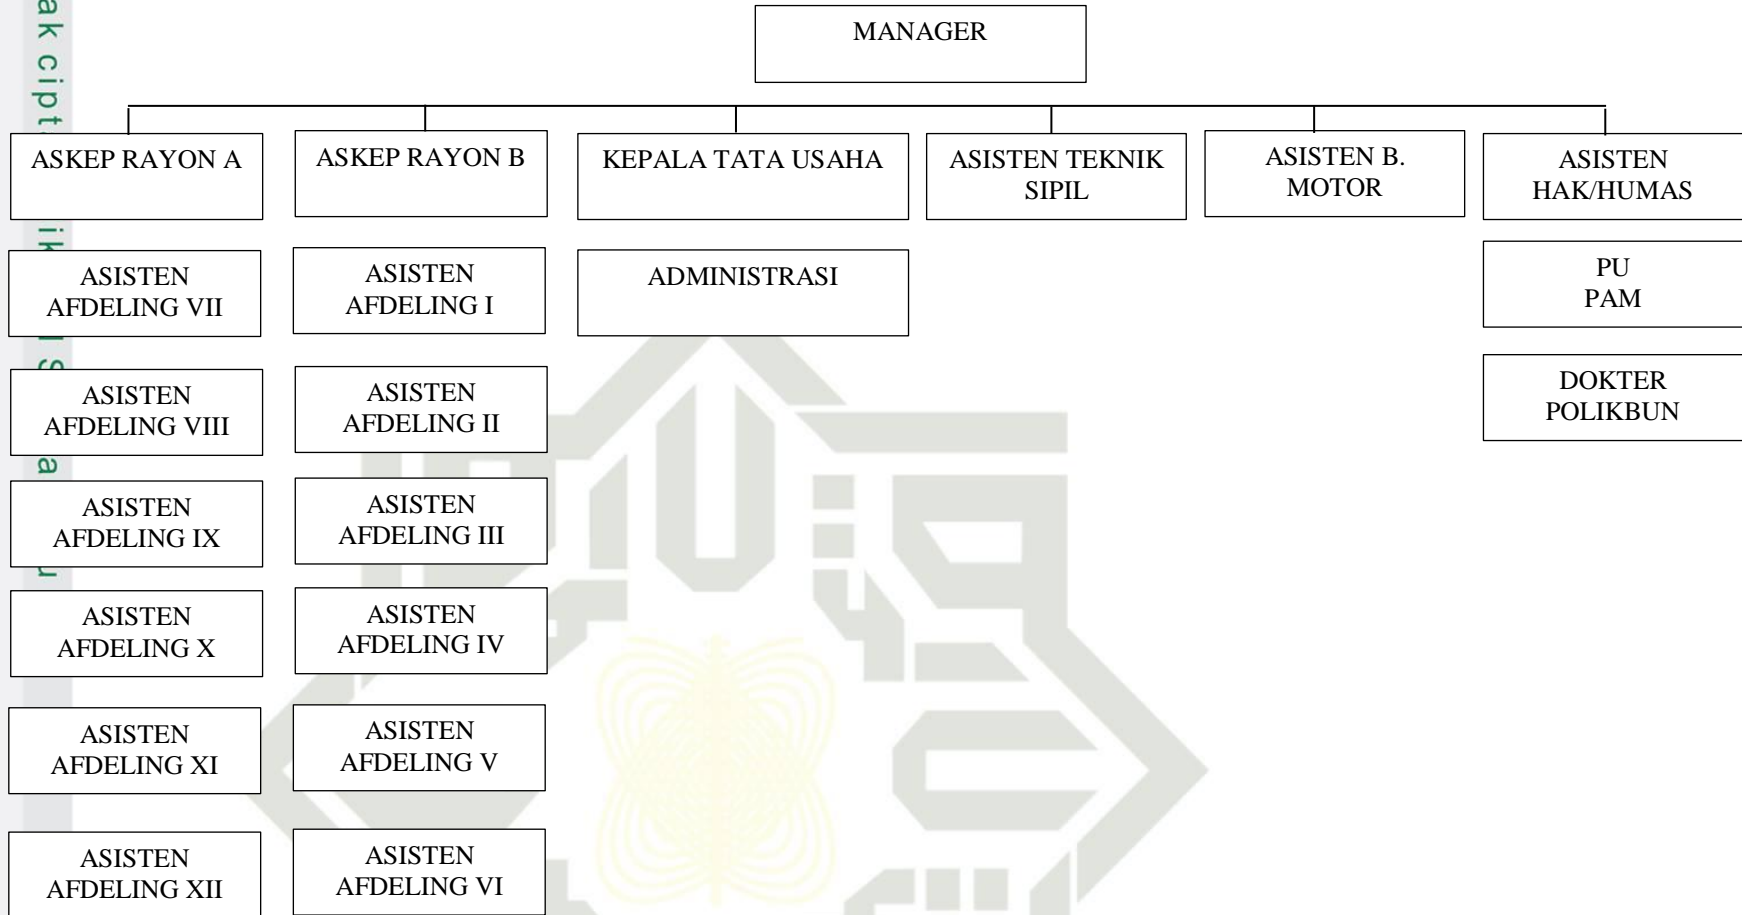 MANAGER
ASKEP RAYON A
ASKEP RAYON B
KEPALA TATA USAHA
ASISTEN TEKNIK
SIPIL
ASISTEN B.
MOTOR
ASISTEN
HAK/HUMAS
ASISTEN
AFDELING VII
ASISTEN
AFDELING I
ADMINISTRASI
PU
PAM
ASISTEN
AFDELING VIII
ASISTEN
AFDELING II
DOKTER
POLIKBUN
ASISTEN
AFDELING IX
ASISTEN
AFDELING III
ASISTEN
AFDELING X
ASISTEN
AFDELING IV
ASISTEN
AFDELING XI
ASISTEN
AFDELING V
ASISTEN
AFDELING XII
ASISTEN
AFDELING VI